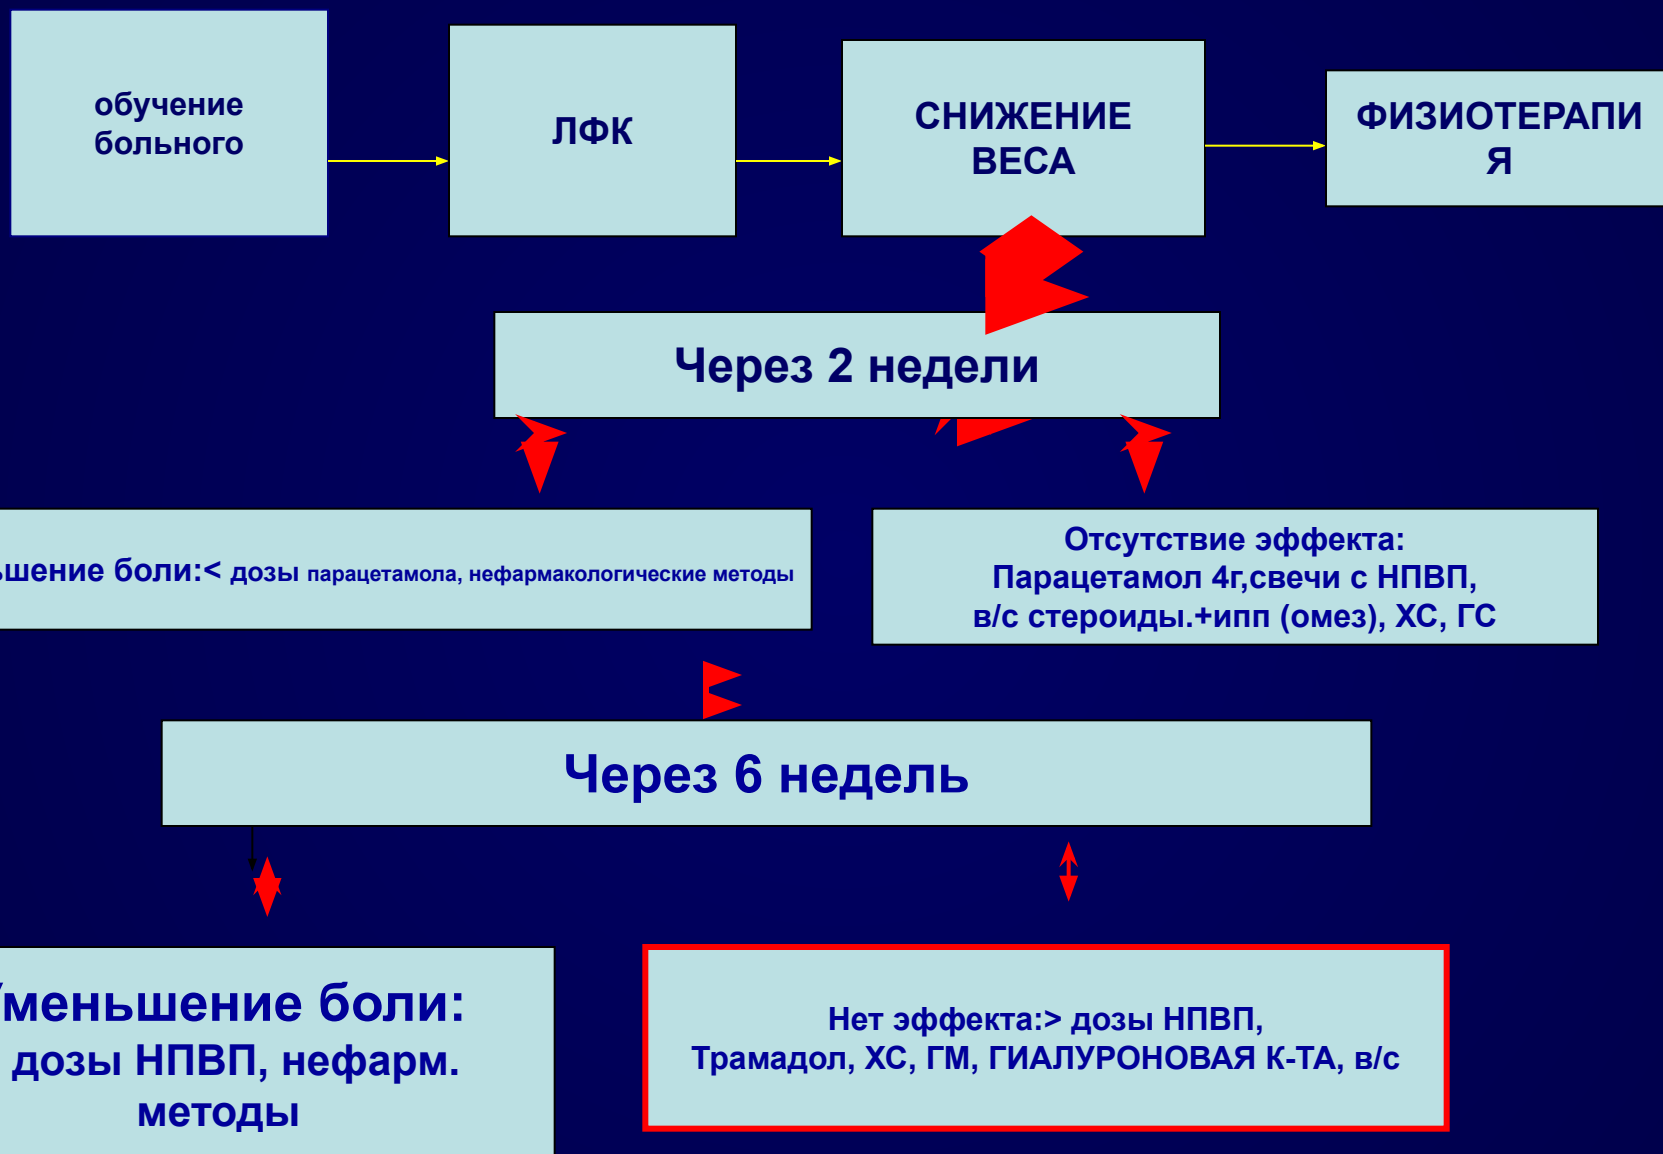 обучение
больного
ЛФК
СНИЖЕНИЕ
ВЕСА
ФИЗИОТЕРАПИ
Я
Через 2 недели
ьшение боли:< дозы парацетамола, нефармакологические методы
Отсутствие эффекта:
Парацетамол 4г,свечи с НПВП,
в/с стероиды.+ипп (омез), ХС, ГС
Через 6 недель
Уменьшение боли:
дозы НПВП, нефарм.
методы
Нет эффекта:> дозы НПВП,
Трамадол, ХС, ГМ, ГИАЛУРОНОВАЯ К-ТА, в/с